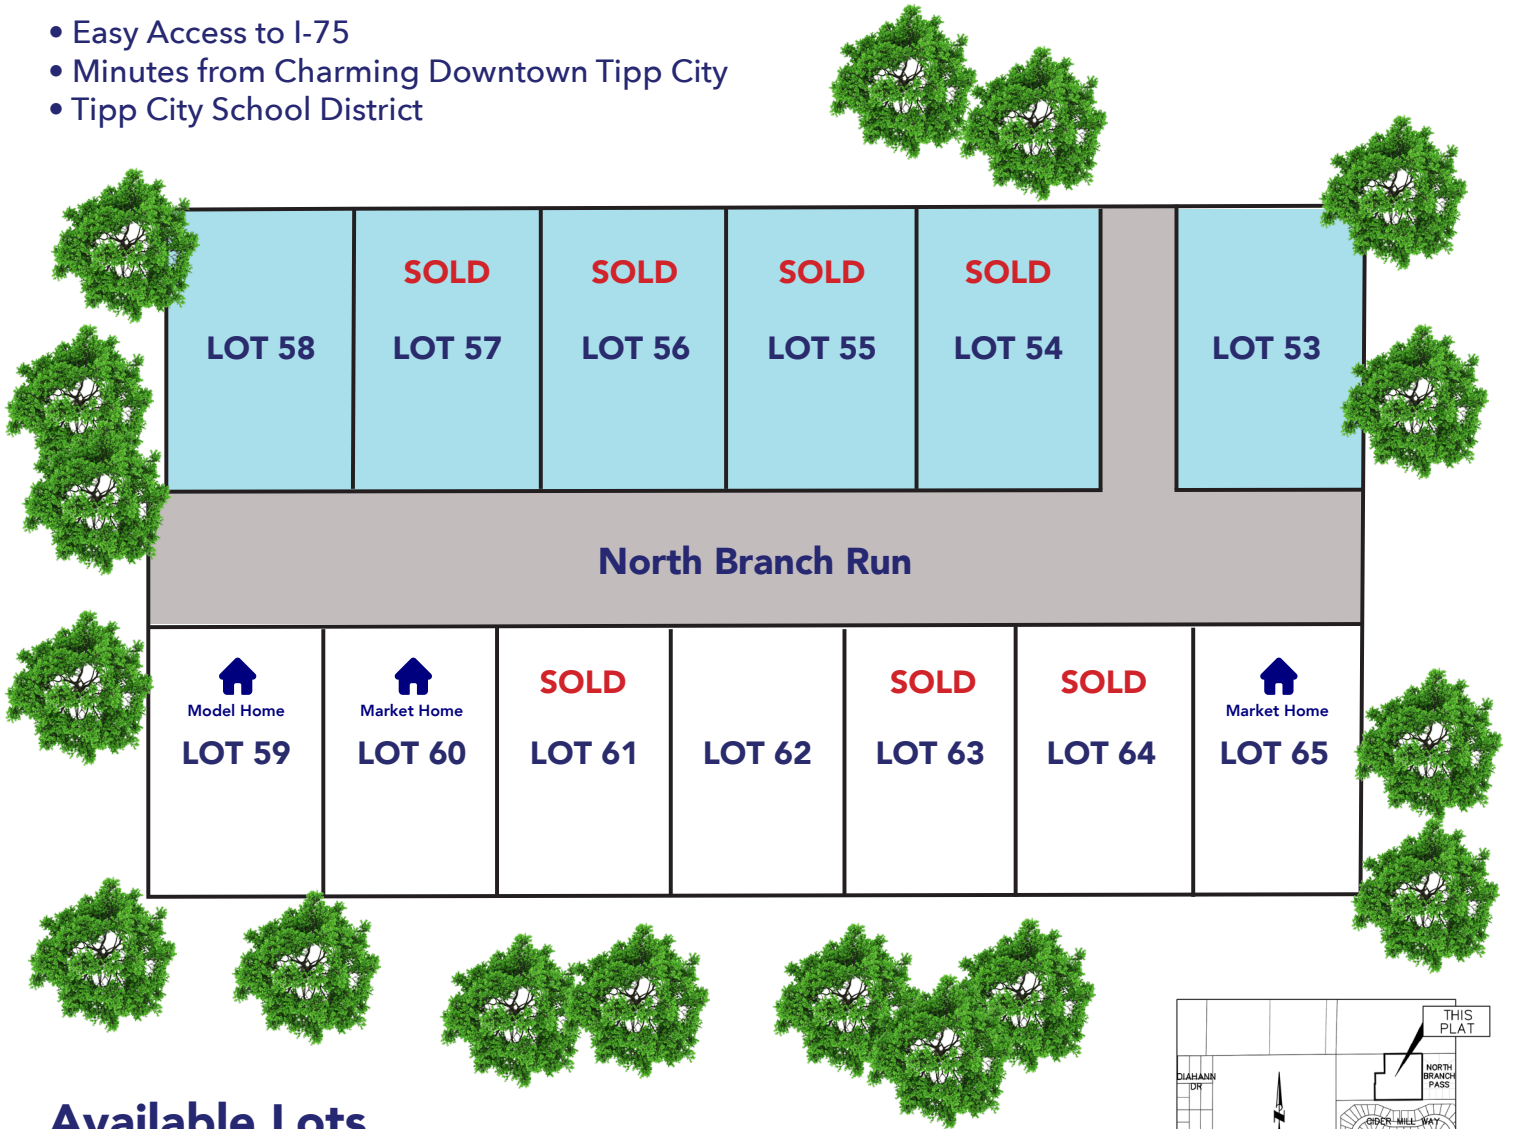 • Easy Access to I-75
• Minutes from Charming Downtown Tipp City
• Tipp City School District
SOLD SOLD SOLD SOLD
LOT 58 LOT 57 LOT 56 LOT 55 LOT 54 LOT 53
North Branch Run
SOLD SOLD SOLD
Model Home Market Home Market Home
LOT 59 LOT 60 LOT 61 LOT 62 LOT 63 LOT 64 LOT 65
THIS
PLAT
DIAHANN
DR
NORTH
BRANCH
PASS
N
CIDER MILL WAY
Available Lots